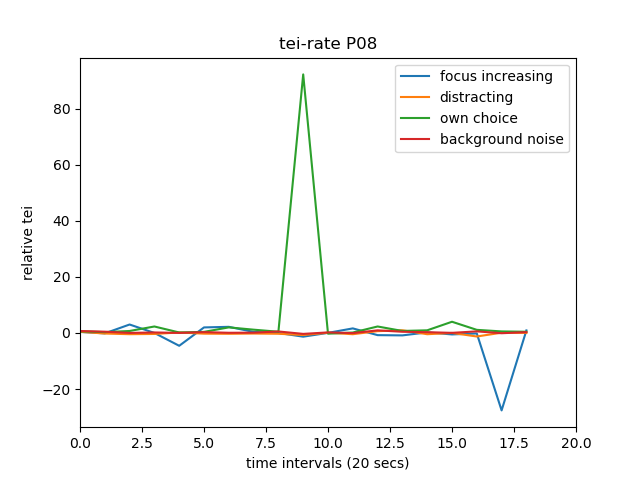 tei-rate P08
focus increasing
distracting
own choice
background noise
relative tei
80
60
40
20
0
−20
0.0 2.5 5.0 7.5 10.0 12.5 15.0 17.5 20.0
time intervals (20 secs)